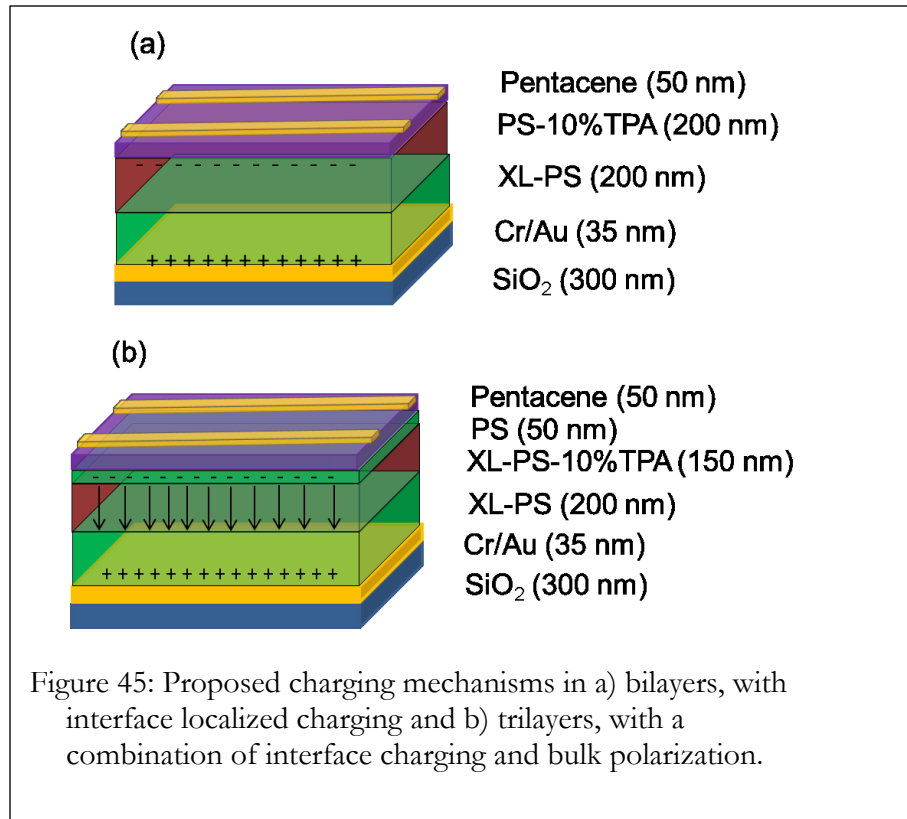 (a)
Pentacene (50 nm)
PS-10%TPA (200 nm)
XL-PS (200 nm)
Cr/Au (35 nm)
SiO₂ (300 nm)
- - - - - - - - - - -
+ + + + + + + + + + + +
(b)
Pentacene (50 nm)
PS (50 nm)
XL-PS-10%TPA (150 nm)
XL-PS (200 nm)
Cr/Au (35 nm)
SiO₂ (300 nm)
- - - - - - - - - - - - - -
+ + + + + + + + + + + + + + +
Figure 45: Proposed charging mechanisms in a) bilayers, with
interface localized charging and b) trilayers, with a
combination of interface charging and bulk polarization.